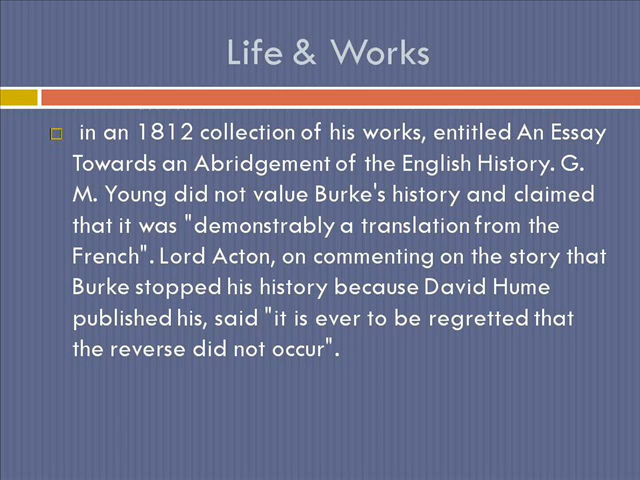 Life & Works
in an 1812 collection of his works, entitled An Essay
Towards an Abridgement of the English History. G.
M. Young did not value Burke's history and claimed
that it was "demonstrably a translation from the
French". Lord Acton, on commenting on the story that
Burke stopped his history because David Hume
published his, said "it is ever to be regretted that
the reverse did not occur".